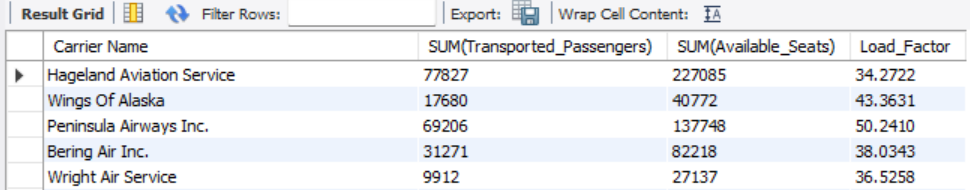 Result Grid Filter Rows: Export: Wrap Cell Content: IA
Carrier Name SUM(Transported_Passengers) SUM(Available_Seats) Load_Factor
Hageland Aviation Service 77827 227085 34.2722
Wings Of Alaska 17680 40772 43.3631
Peninsula Airways Inc. 69206 137748 50.2410
Bering Air Inc. 31271 82218 38.0343
Wright Air Service 9912 27137 36.5258